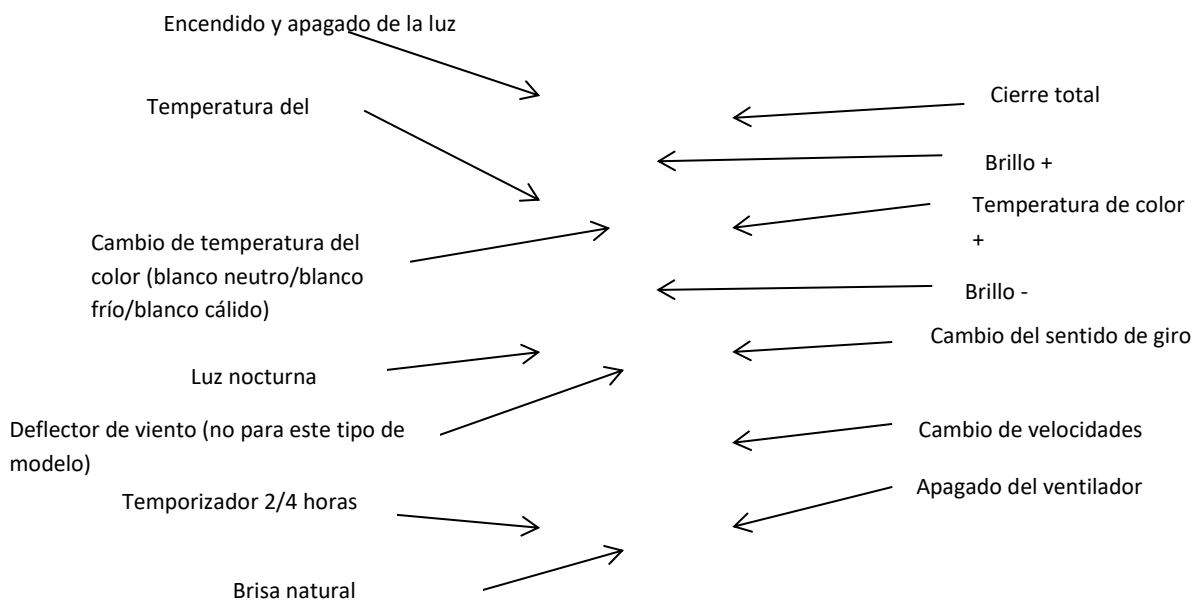 Encendido y apagado de la luz
Temperatura del
Cierre total
Brillo +
Temperatura de color
+
Cambio de temperatura del
color (blanco neutro/blanco
frío/blanco cálido)
Brillo -
Cambio del sentido de giro
Luz nocturna
Deflector de viento (no para este tipo de
modelo)
Cambio de velocidades
Temporizador 2/4 horas
Apagado del ventilador
Brisa natural